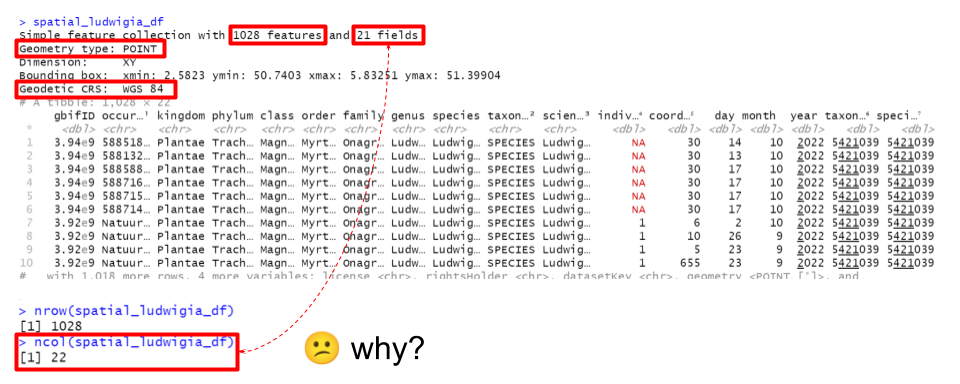 > spatial_ludwigia_df
Simple feature collection with 1028 features and 21 fields
Geometry type: POINT
Dimension:     XY
Bounding box:  xmin: 2.5823 ymin: 50.7403 xmax: 5.83251 ymax: 51.39904
Geodetic CRS:  WGS 84
# A tibble: 1,028 × 22
gbifID occur…¹ kingdom phylum class order family genus species taxon…² scien…³ indiv…⁴ coord…⁵ day month year taxon…⁶ speci…⁷
* <dbl> <chr> <chr> <chr> <chr> <chr> <chr> <chr> <chr> <chr> <chr> <dbl> <dbl> <dbl> <dbl> <dbl> <dbl> <dbl>
1 3.94e9 588518… Plantae Trach… Magn… Myrt… Onagr… Ludw… Ludwig… SPECIES Ludwig… NA 30 14 10 2022 5421039 5421039
2 3.94e9 588132… Plantae Trach… Magn… Myrt… Onagr… Ludw… Ludwig… SPECIES Ludwig… NA 30 13 10 2022 5421039 5421039
3 3.94e9 588588… Plantae Trach… Magn… Myrt… Onagr… Ludw… Ludwig… SPECIES Ludwig… NA 30 17 10 2022 5421039 5421039
4 3.94e9 588716… Plantae Trach… Magn… Myrt… Onagr… Ludw… Ludwig… SPECIES Ludwig… NA 30 17 10 2022 5421039 5421039
5 3.94e9 588715… Plantae Trach… Magn… Myrt… Onagr… Ludw… Ludwig… SPECIES Ludwig… NA 30 17 10 2022 5421039 5421039
6 3.94e9 588714… Plantae Trach… Magn… Myrt… Onagr… Ludw… Ludwig… SPECIES Ludwig… NA 30 17 10 2022 5421039 5421039
7 3.92e9 Natuur… Plantae Trach… Magn… Myrt… Onagr… Ludw… Ludwig… SPECIES Ludwig… 1 6 2 10 2022 5421039 5421039
8 3.92e9 Natuur… Plantae Trach… Magn… Myrt… Onagr… Ludw… Ludwig… SPECIES Ludwig… 1 10 26 9 2022 5421039 5421039
9 3.92e9 Natuur… Plantae Trach… Magn… Myrt… Onagr… Ludw… Ludwig… SPECIES Ludwig… 1 5 23 9 2022 5421039 5421039
10 3.92e9 Natuur… Plantae Trach… Magn… Myrt… Onagr… Ludw… Ludwig… SPECIES Ludwig… 1 655 23 9 2022 5421039 5421039
# … with 1,018 more rows, 4 more variables: license <chr>, rightsHolder <chr>, datasetKey <chr>, geometry <POINT [°]>, and
> nrow(spatial_ludwigia_df)
[1] 1028
> ncol(spatial_ludwigia_df)
[1] 22
why?